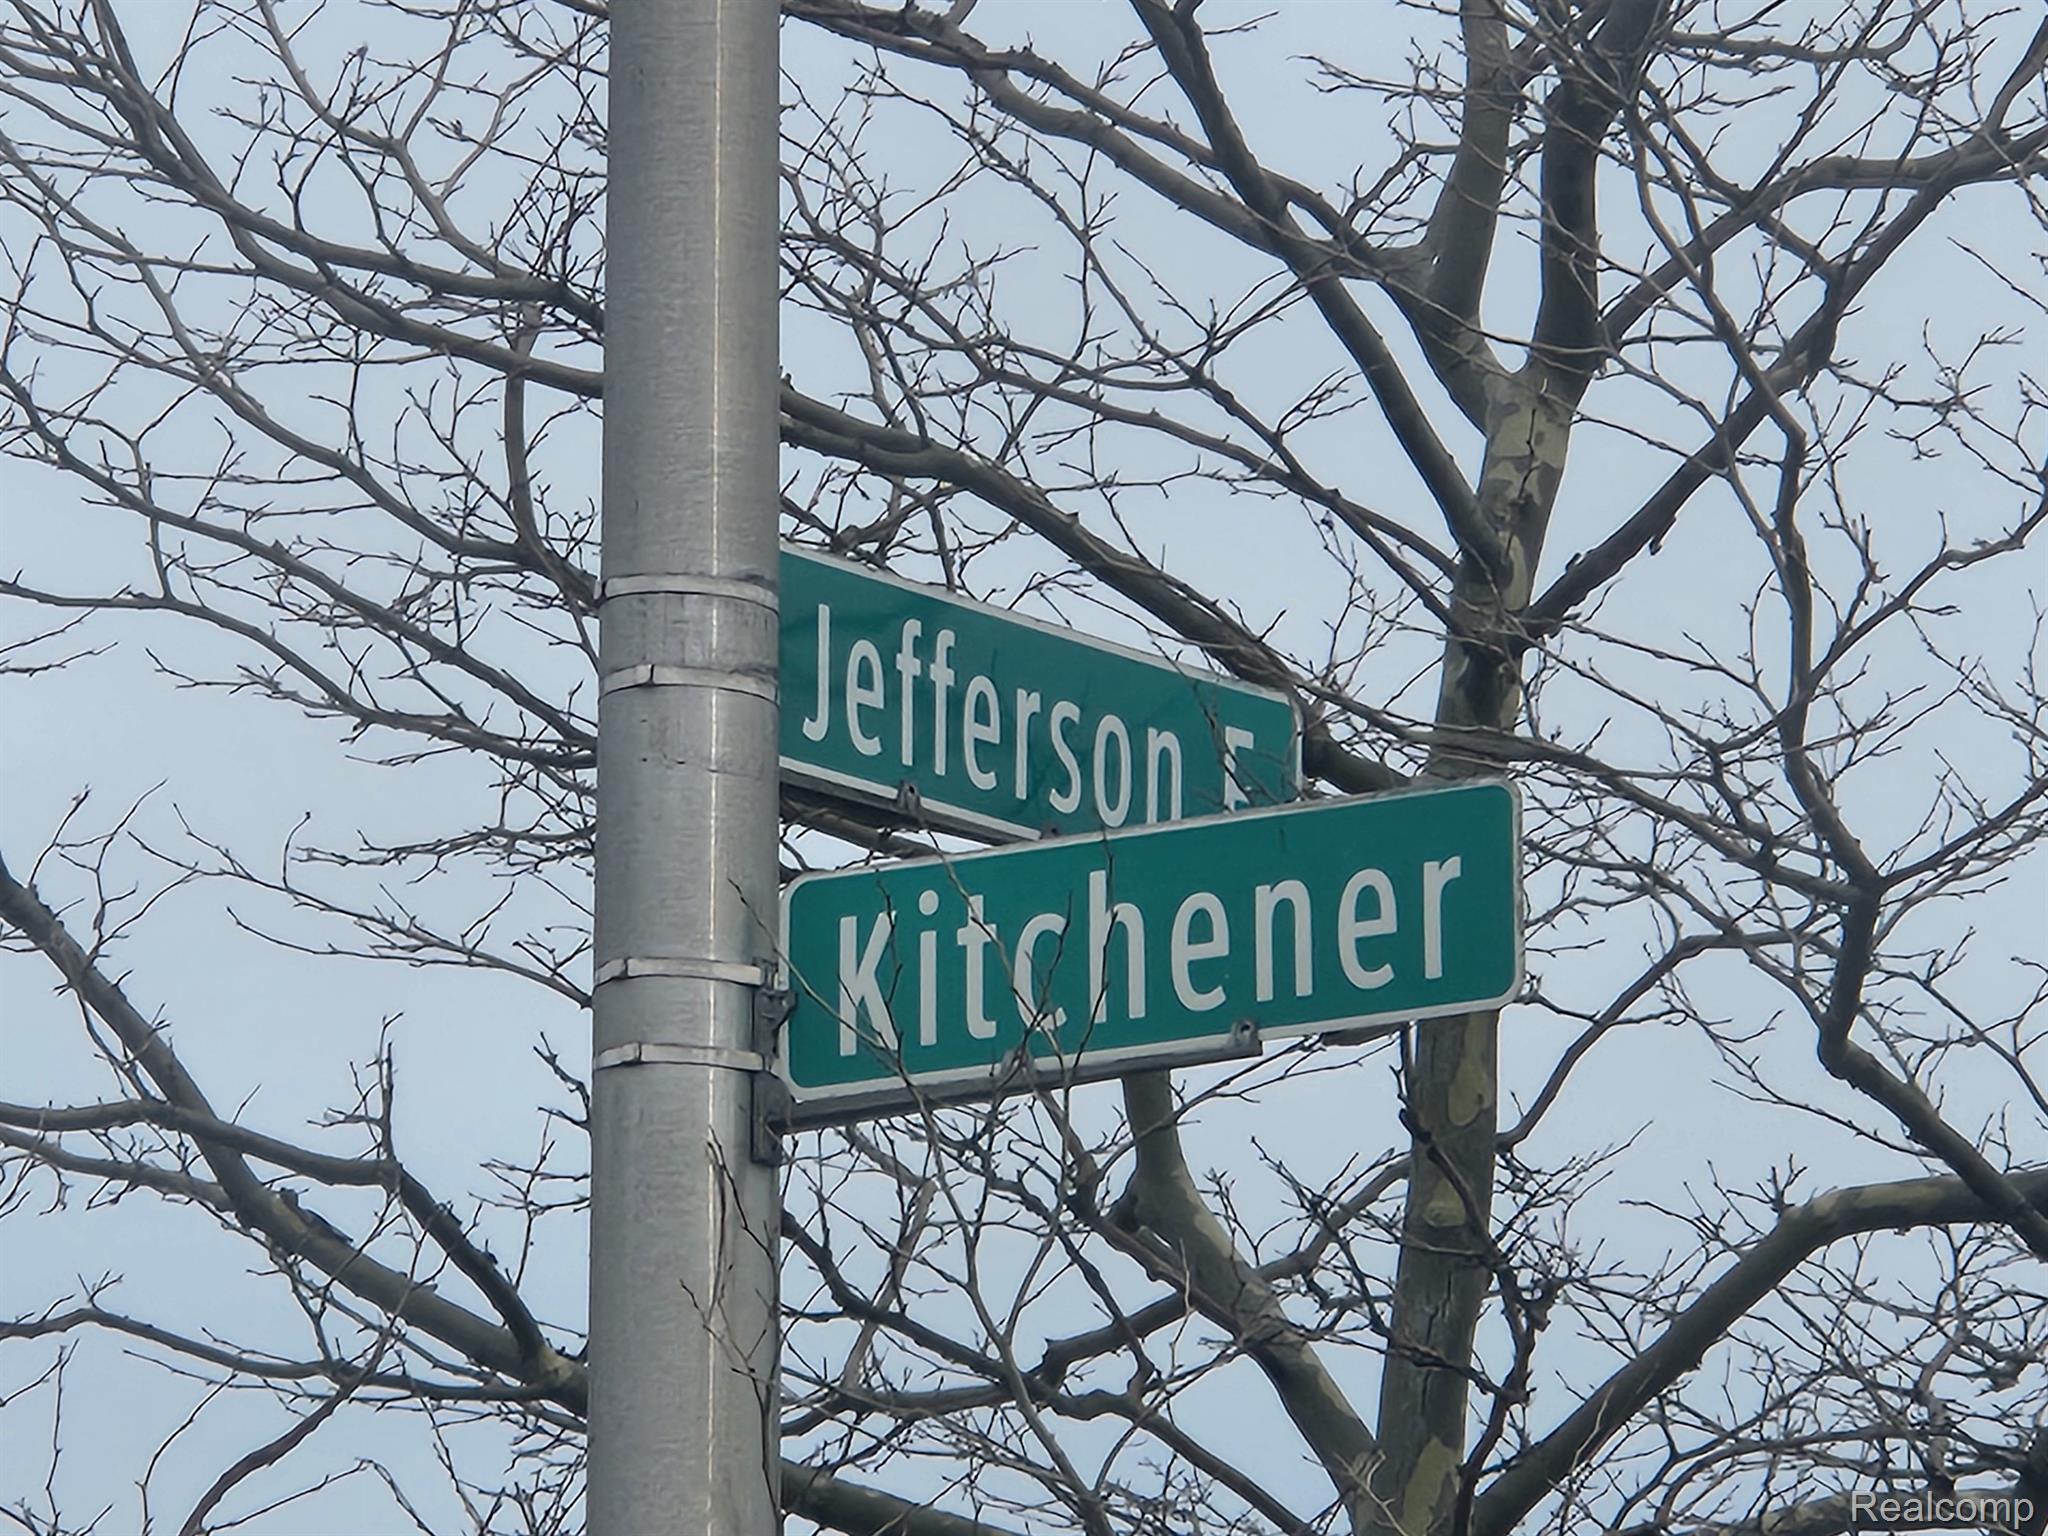 Jefferson E
Kitchener
Realcomp